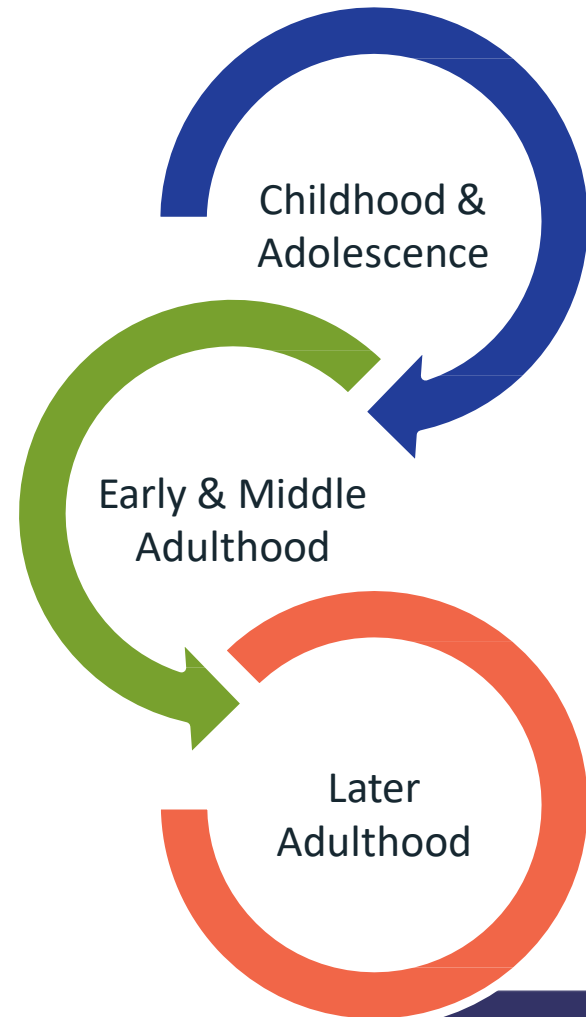 Childhood &
Adolescence
Early & Middle
Adulthood
Later
Adulthood